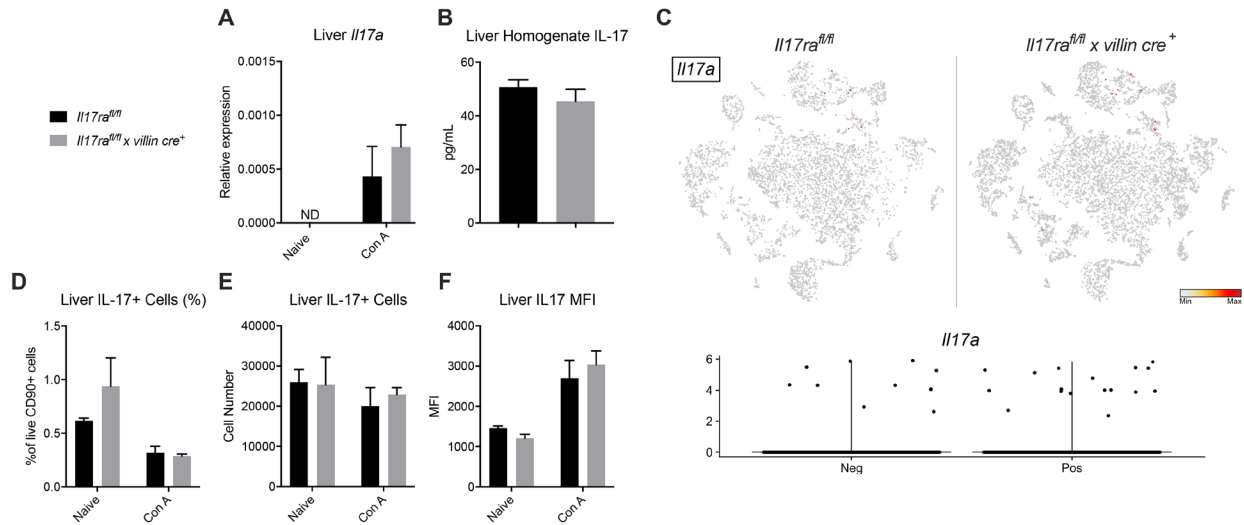 Il17ra^fl/fl
Il17ra^fl/fl x villin cre^+
A
Liver Il17a
Relative expression
0.0015
0.0010
0.0005
0.0000
ND
Naive
Con A
B
Liver Homogenate IL-17
pg/mL
60
40
20
0
C
Il17ra^fl/fl
Il17ra^fl/fl x villin cre^+
Il17a
Min
Max
D
Liver IL-17+ Cells (%)
%of live CD90+ cells
1.5
1.0
0.5
0.0
Naive
Con A
E
Liver IL-17+ Cells
Cell Number
40000
30000
20000
10000
0
Naive
Con A
F
Liver IL17 MFI
MFI
4000
3000
2000
1000
0
Naive
Con A
Il17a
6
4
2
0
Neg
Pos